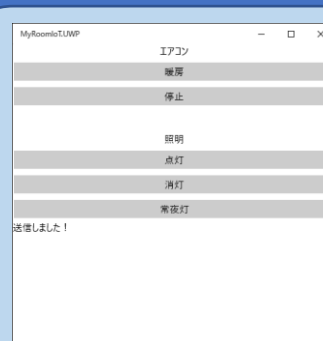 MyRoomIoT.UWP
エアコン
暖房
停止
照明
点灯
消灯
常夜灯
送信しました！